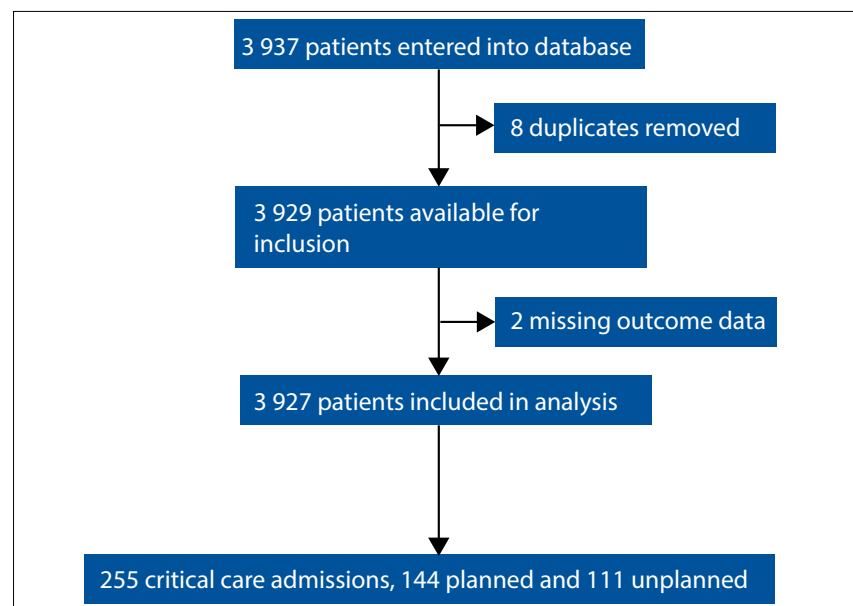 3 937 patients entered into database
8 duplicates removed
3 929 patients available for
inclusion
2 missing outcome data
3 927 patients included in analysis
255 critical care admissions, 144 planned and 111 unplanned